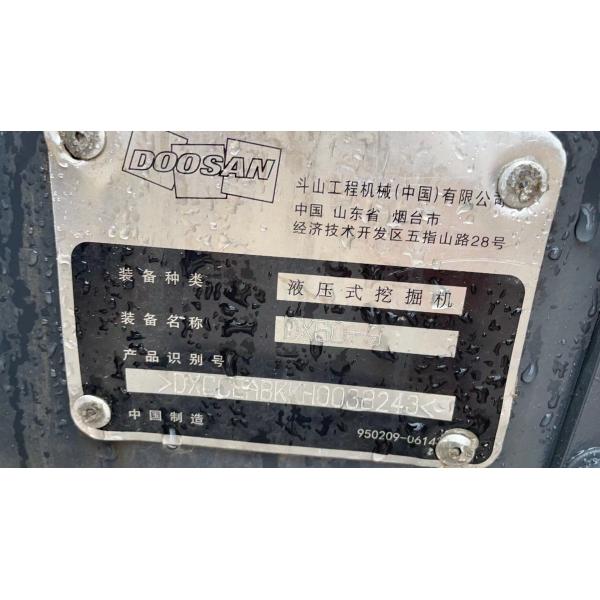 DOOSAN
斗山工程机械(中国)有限公司
中国 山东省 烟台市
经济技术开发区五指山路28号
装备种类 液压式挖掘机
装备名称 DX60-9
产品识别号
中国制造 950209-0614